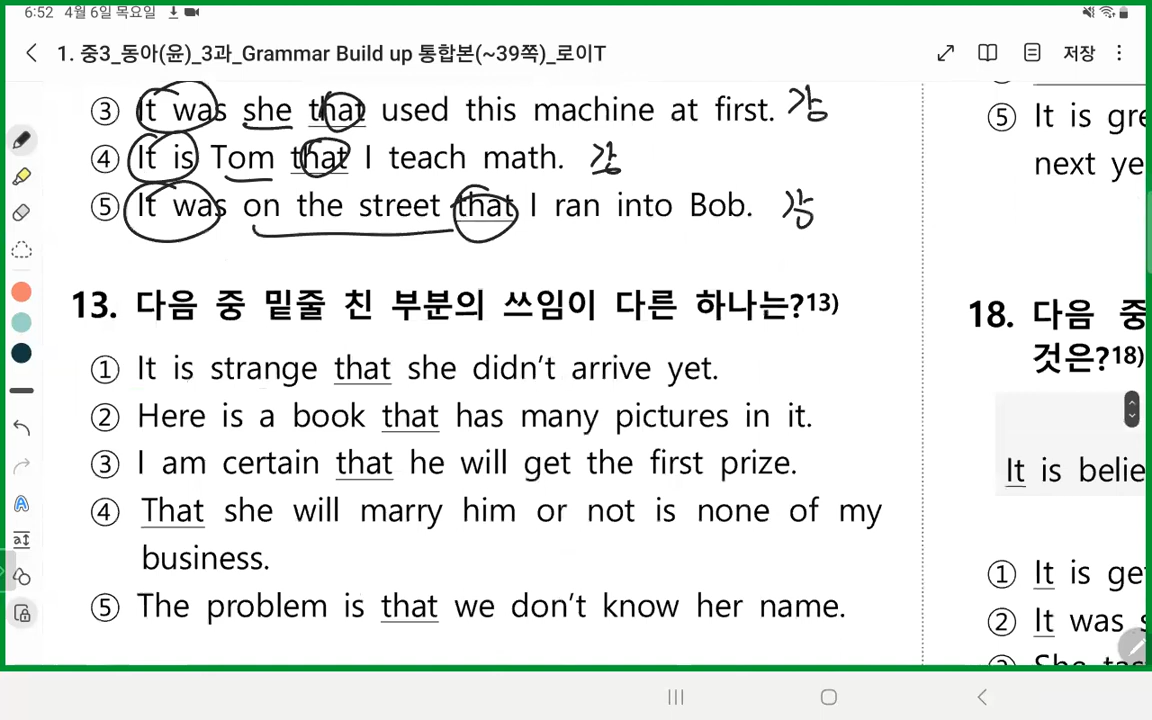 6:52 4월 6일 목요일
1. 중3_동아(윤)_3과_Grammar Build up 통합본(~39쪽)_로이T
저장
③ It was she that used this machine at first. 강
④ It is Tom that I teach math. 강
⑤ It was on the street that I ran into Bob. 강
13. 다음 중 밑줄 친 부분의 쓰임이 다른 하나는?13)
① It is strange that she didn't arrive yet.
② Here is a book that has many pictures in it.
③ I am certain that he will get the first prize.
④ That she will marry him or not is none of my
business.
⑤ The problem is that we don't know her name.
⑤ It is gre
next ye
18. 다음 중
것은?18)
It is belie
① It is ge
② It was